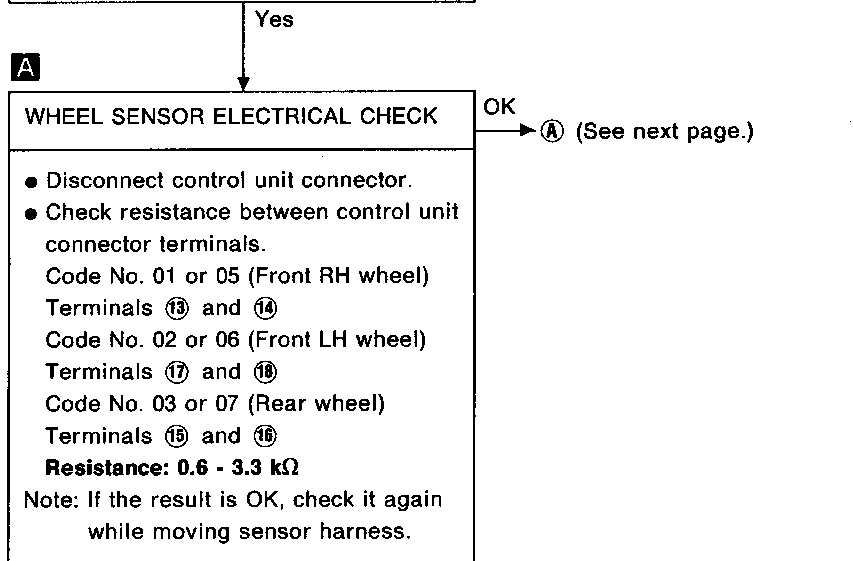 Yes
A
WHEEL SENSOR ELECTRICAL CHECK
OK
Ⓐ (See next page.)
● Disconnect control unit connector.
● Check resistance between control unit
connector terminals.
Code No. 01 or 05 (Front RH wheel)
Terminals ⑬ and ⑭
Code No. 02 or 06 (Front LH wheel)
Terminals ⑰ and ⑱
Code No. 03 or 07 (Rear wheel)
Terminals ⑮ and ⑯
Resistance: 0.6 - 3.3 kΩ
Note: If the result is OK, check it again
while moving sensor harness.